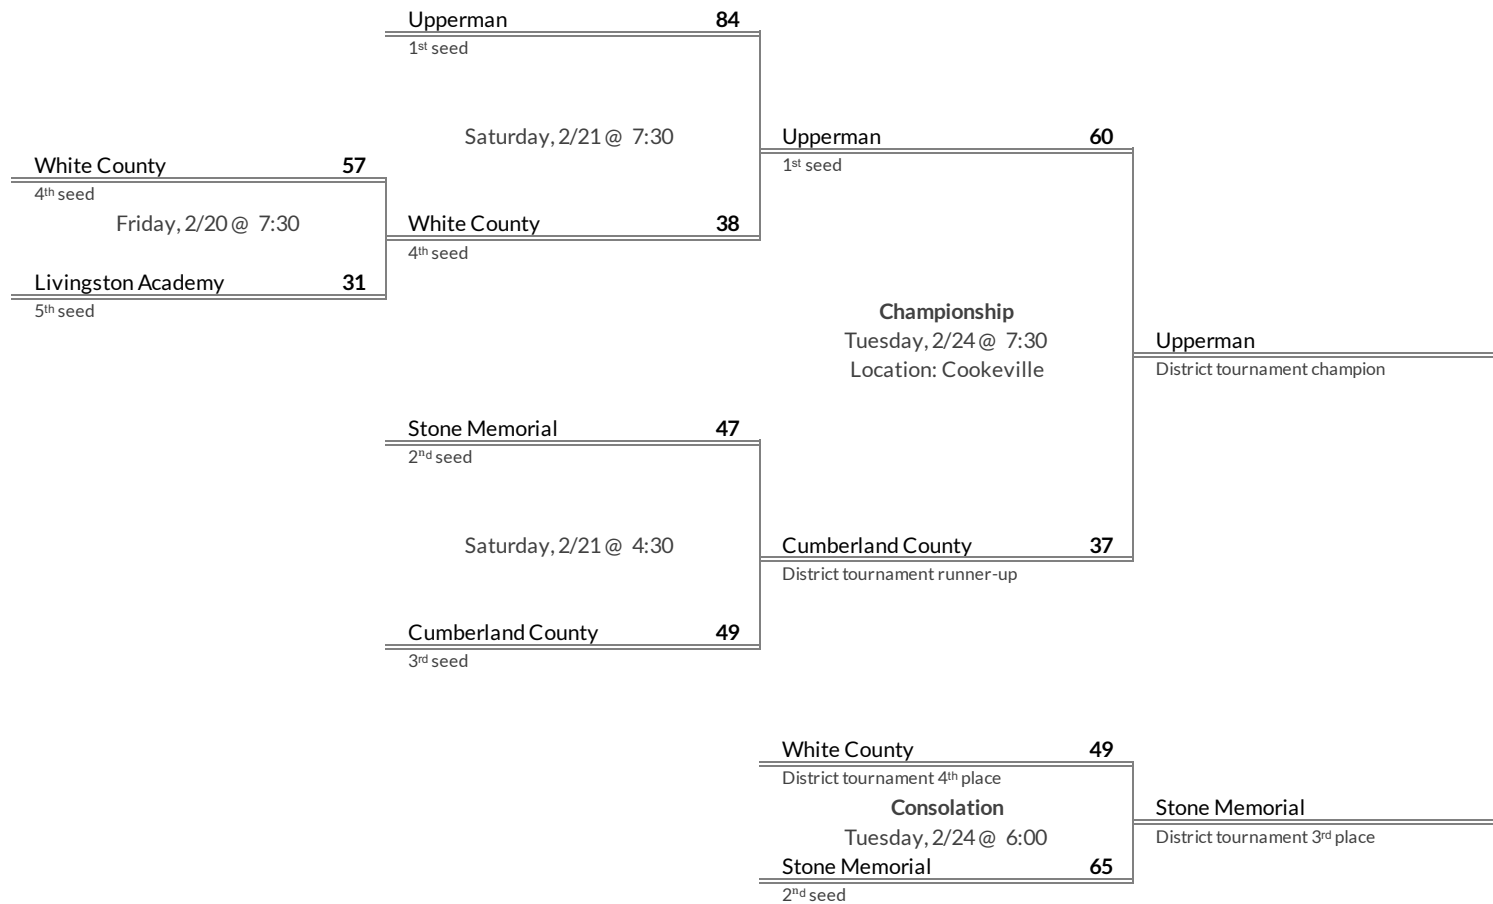 Upperman 84
1st seed
Saturday, 2/21 @ 7:30
Upperman 60
1st seed
White County 57
4th seed
Friday, 2/20 @ 7:30
White County 38
4th seed
Livingston Academy 31
5th seed
Championship
Tuesday, 2/24 @ 7:30
Location: Cookeville
Upperman
District tournament champion
Stone Memorial 47
2nd seed
Saturday, 2/21 @ 4:30
Cumberland County 37
District tournament runner-up
Cumberland County 49
3rd seed
White County 49
District tournament 4th place
Consolation
Tuesday, 2/24 @ 6:00
Stone Memorial
District tournament 3rd place
Stone Memorial 65
2nd seed